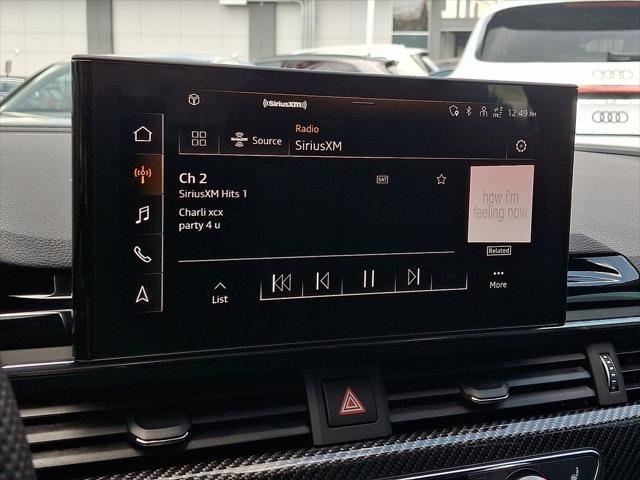 ((SiriusXM))
12:49 PM
Radio
Source
SiriusXM
Ch 2
SAT
SiriusXM Hits 1
Charli xcx
party 4 u
how i'm
feeling now
Related
List
More